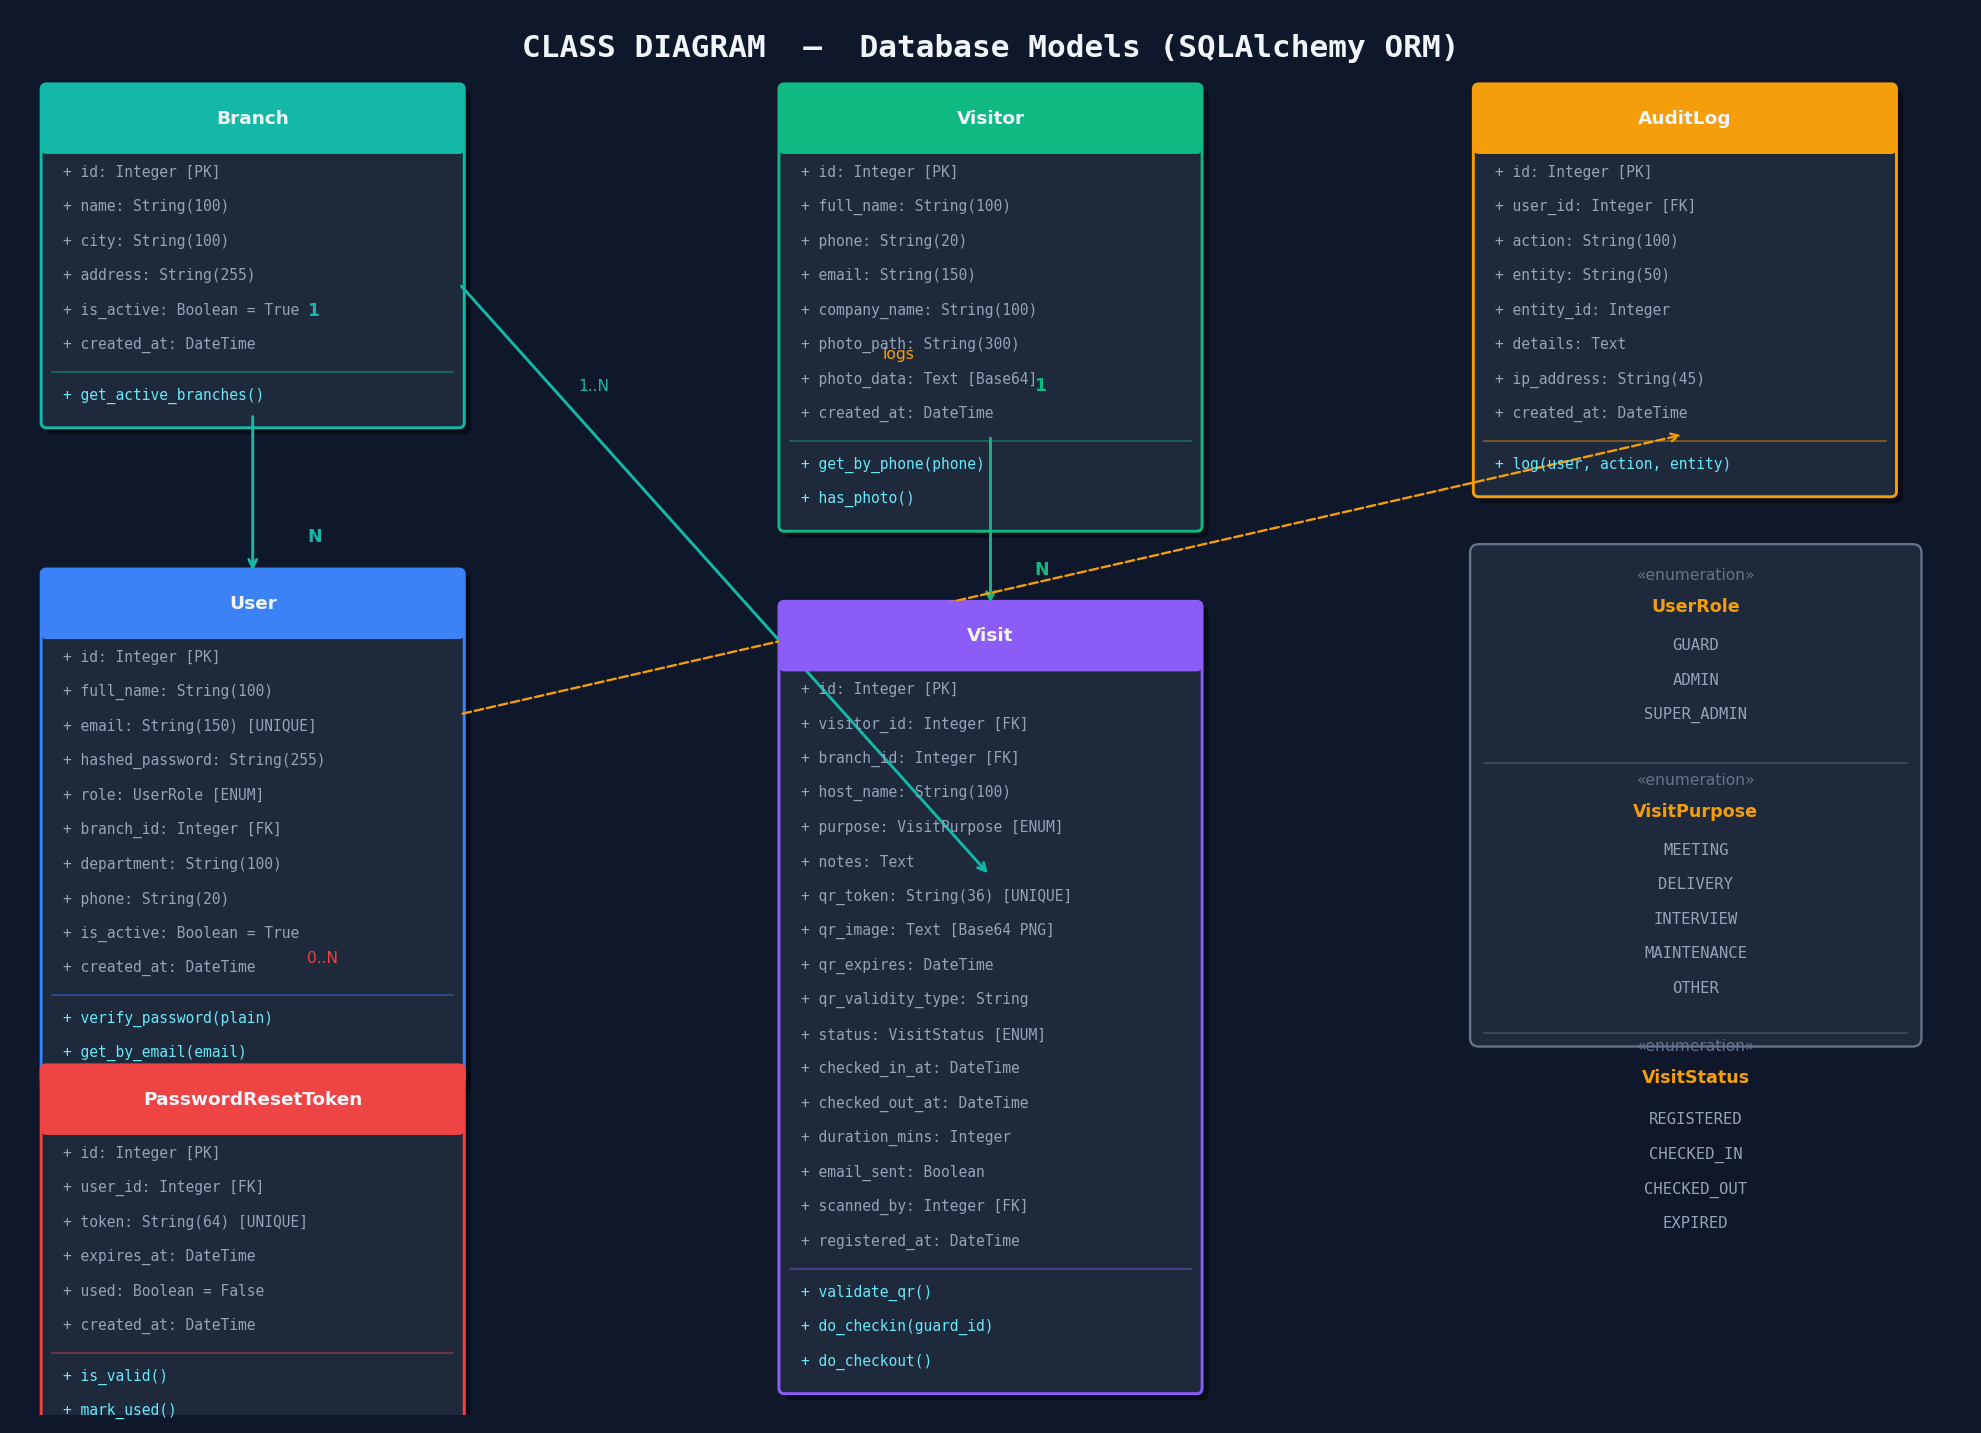 CLASS DIAGRAM — Database Models (SQLAlchemy ORM)
Branch
+ id: Integer [PK]
+ name: String(100)
+ city: String(100)
+ address: String(255)
+ is_active: Boolean = True
1
+ created_at: DateTime
+ get_active_branches()
N
1..N
User
+ id: Integer [PK]
+ full_name: String(100)
+ email: String(150) [UNIQUE]
+ hashed_password: String(255)
+ role: UserRole [ENUM]
+ branch_id: Integer [FK]
+ department: String(100)
+ phone: String(20)
+ is_active: Boolean = True
0..N
+ created_at: DateTime
+ verify_password(plain)
+ get_by_email(email)
PasswordResetToken
+ id: Integer [PK]
+ user_id: Integer [FK]
+ token: String(64) [UNIQUE]
+ expires_at: DateTime
+ used: Boolean = False
+ created_at: DateTime
+ is_valid()
+ mark_used()
Visitor
+ id: Integer [PK]
+ full_name: String(100)
+ phone: String(20)
+ email: String(150)
+ company_name: String(100)
+ photo_path: String(300)
logs
+ photo_data: Text [Base64]
1
+ created_at: DateTime
+ get_by_phone(phone)
+ has_photo()
N
Visit
+ id: Integer [PK]
+ visitor_id: Integer [FK]
+ branch_id: Integer [FK]
+ host_name: String(100)
+ purpose: VisitPurpose [ENUM]
+ notes: Text
+ qr_token: String(36) [UNIQUE]
+ qr_image: Text [Base64 PNG]
+ qr_expires: DateTime
+ qr_validity_type: String
+ status: VisitStatus [ENUM]
+ checked_in_at: DateTime
+ checked_out_at: DateTime
+ duration_mins: Integer
+ email_sent: Boolean
+ scanned_by: Integer [FK]
+ registered_at: DateTime
+ validate_qr()
+ do_checkin(guard_id)
+ do_checkout()
AuditLog
+ id: Integer [PK]
+ user_id: Integer [FK]
+ action: String(100)
+ entity: String(50)
+ entity_id: Integer
+ details: Text
+ ip_address: String(45)
+ created_at: DateTime
+ log(user, action, entity)
«enumeration»
UserRole
GUARD
ADMIN
SUPER_ADMIN
«enumeration»
VisitPurpose
MEETING
DELIVERY
INTERVIEW
MAINTENANCE
OTHER
«enumeration»
VisitStatus
REGISTERED
CHECKED_IN
CHECKED_OUT
EXPIRED